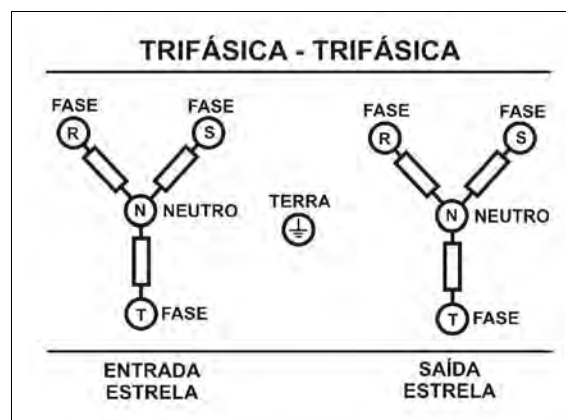 TRIFÁSICA - TRIFÁSICA
FASE FASE
R S
N NEUTRO
T FASE
TERRA
FASE FASE
R S
N NEUTRO
T FASE
ENTRADA
ESTRELA
SAÍDA
ESTRELA